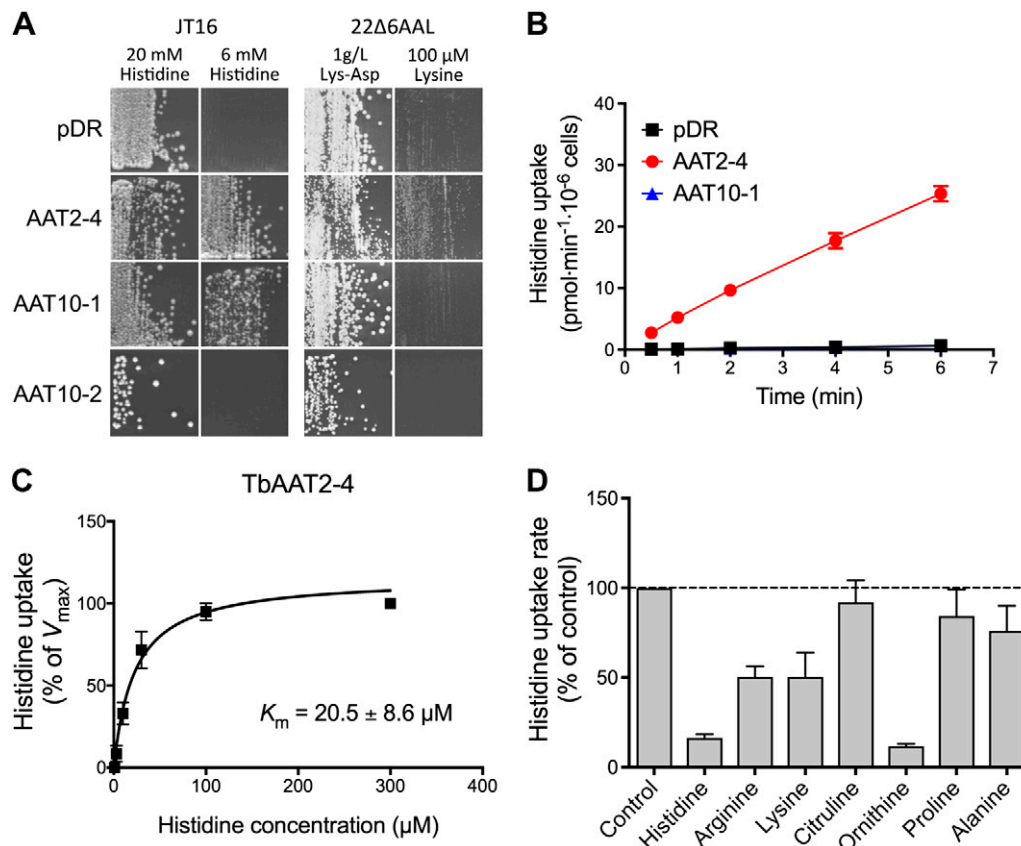 A
JT16
22Δ6AAL
20 mM
Histidine
6 mM
Histidine
1g/L
Lys-Asp
100 µM
Lysine
pDR
AAT2-4
AAT10-1
AAT10-2
B
Histidine uptake
(pmol·min⁻¹·10⁻⁶ cells)
40
30
20
10
0
pDR
AAT2-4
AAT10-1
0 1 2 3 4 5 6 7
Time (min)
C
TbAAT2-4
Histidine uptake
(% of Vmax)
150
100
50
0
Km = 20.5 ± 8.6 µM
0 100 200 300 400
Histidine concentration (µM)
D
Histidine uptake rate
(% of control)
150
100
50
0
Control
Histidine
Arginine
Lysine
Citruline
Ornithine
Proline
Alanine